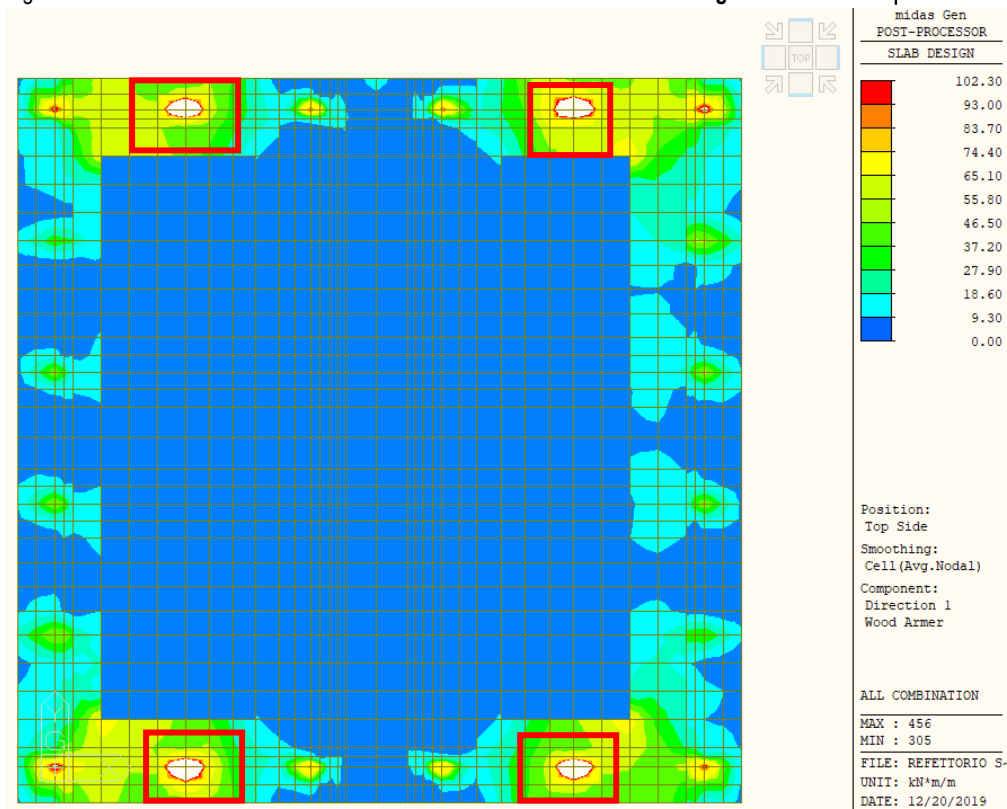 midas Gen
POST-PROCESSOR
SLAB DESIGN
TOP
102.30
93.00
83.70
74.40
65.10
55.80
46.50
37.20
27.90
18.60
9.30
0.00
Position:
Top Side
Smoothing:
Cell(Avg.Nodal)
Component:
Direction 1
Wood Armer
ALL COMBINATION
MAX : 456
MIN : 305
FILE: REFETTORIO S-
UNIT: kN*m/m
DATE: 12/20/2019